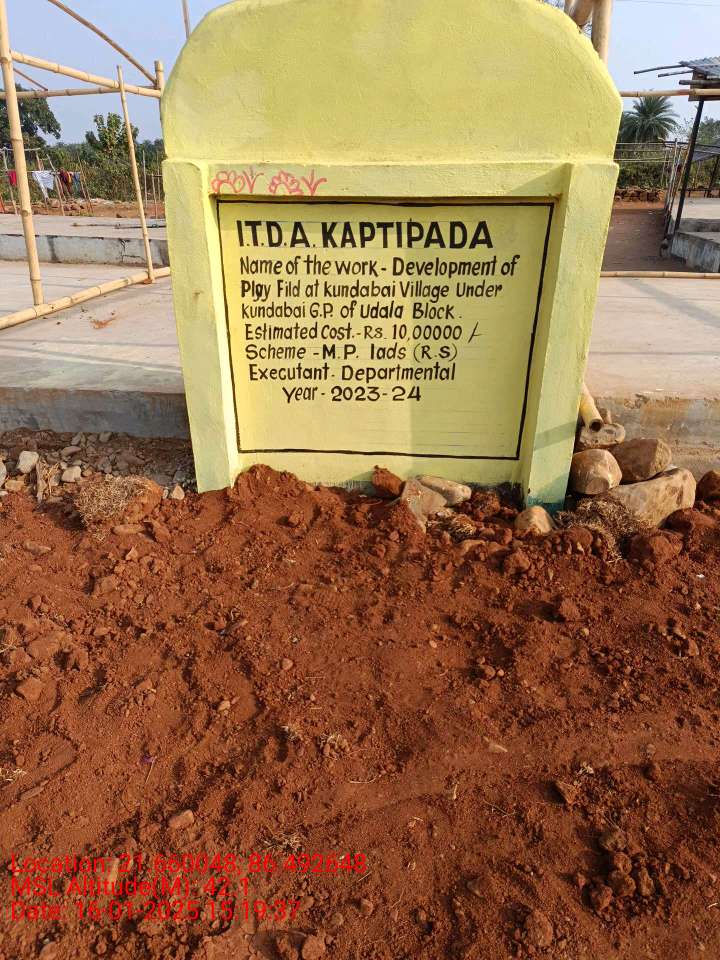 I.T.D.A. KAPTIPADA
Name of the work - Development of
Plgy Fild at kundabai Village Under
kundabai G.P. of Udala Block.
Estimated Cost.- Rs. 10,00000 /-
Scheme - M.P. lads (R.S)
Executant - Departmental
Year - 2023-24
Location: 21.660048, 86.492648
MSL Altitude(M): 42.1
Date: 16-01-2025 15:19:37